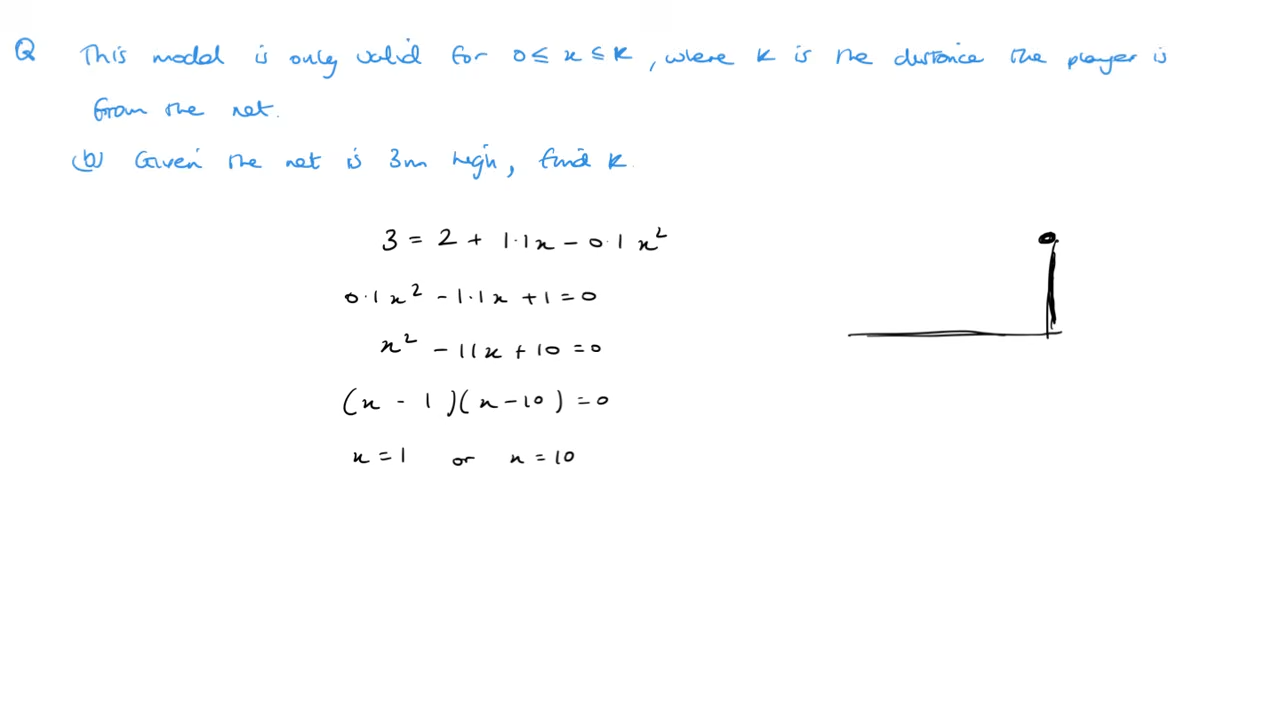 Q This model is only valid for 0 ≤ x ≤ k, where k is the distance the player is
from the net.
(b) Given the net is 3m high, find k.
3 = 2 + 1.1x - 0.1x²
0.1x² - 1.1x + 1 = 0
x² - 11x + 10 = 0
(x - 1)(x - 10) = 0
x = 1 or x = 10